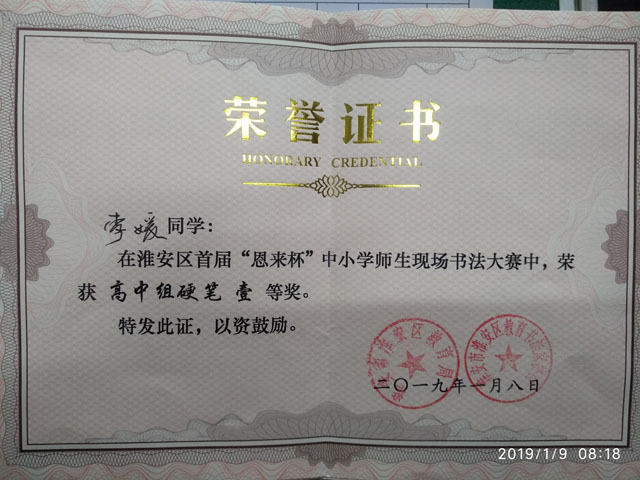 荣誉证书
HONORARY CREDENTIAL
李媛同学：
在淮安区首届“恩来杯”中小学师生现场书法大赛中，荣
获 高中组硬笔 壹 等奖。
特发此证，以资鼓励。
二〇一九年一月八日
2019/1/9 08:18